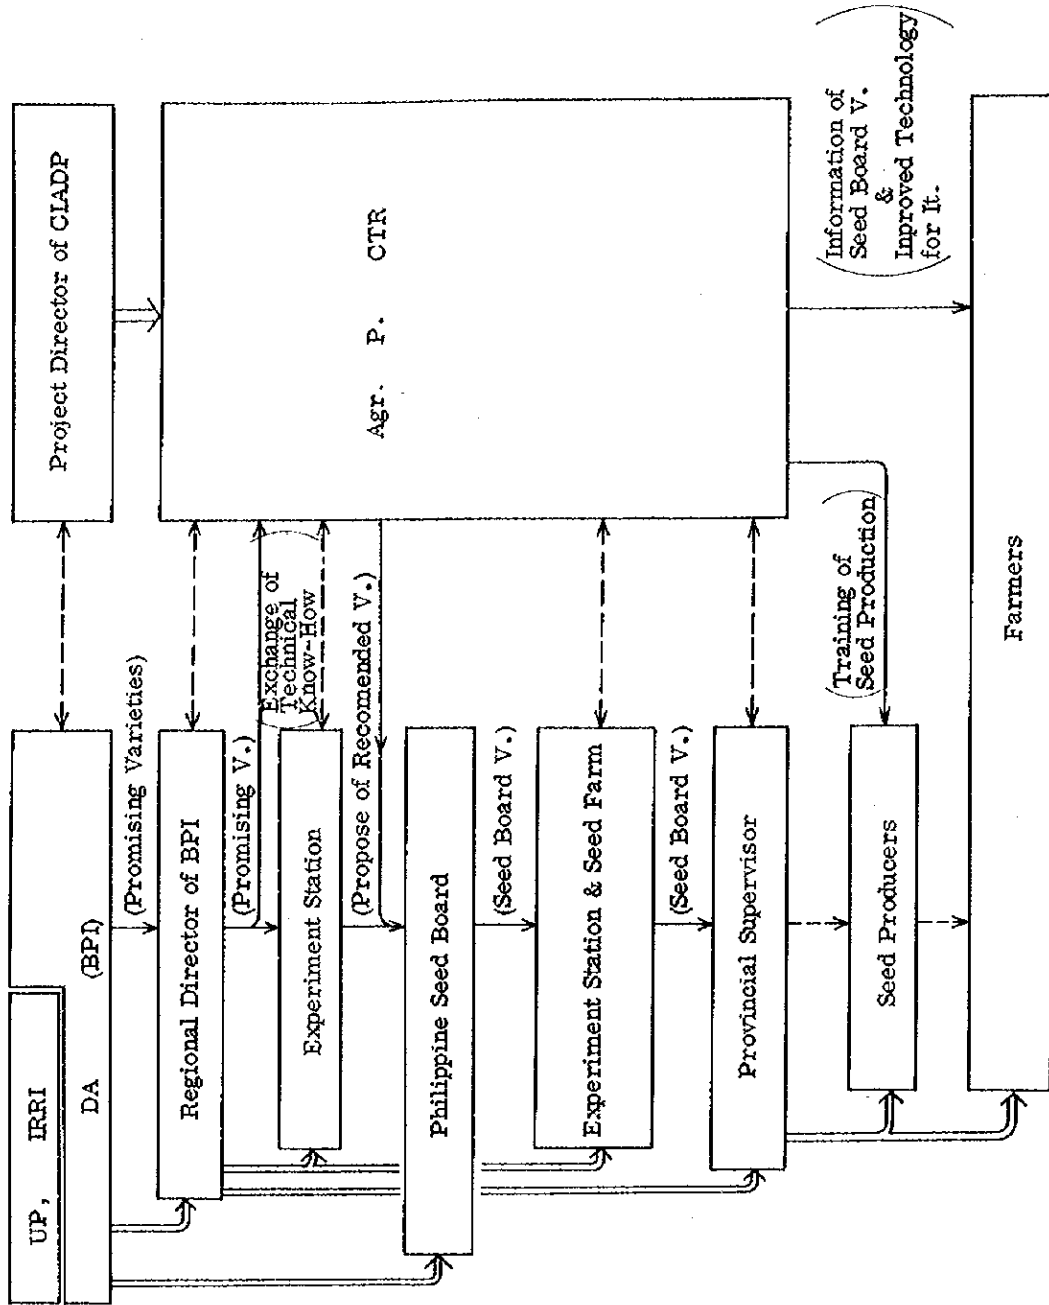 UP, IRRI
DA (BPI)
Project Director of CIADP
(Promising Varieties)
Regional Director of BPI
(Promising V.)
(Exchange of
Technical
Know-How)
Experiment Station
(Propose of Recomended V.)
Agr. P. CTR
Philippine Seed Board
(Seed Board V.)
Experiment Station & Seed Farm
(Seed Board V.)
Provincial Supervisor
(Training of
Seed Production)
(Information of
Seed Board V.
&
Inproved Technology
for It.)
Seed Producers
Farmers